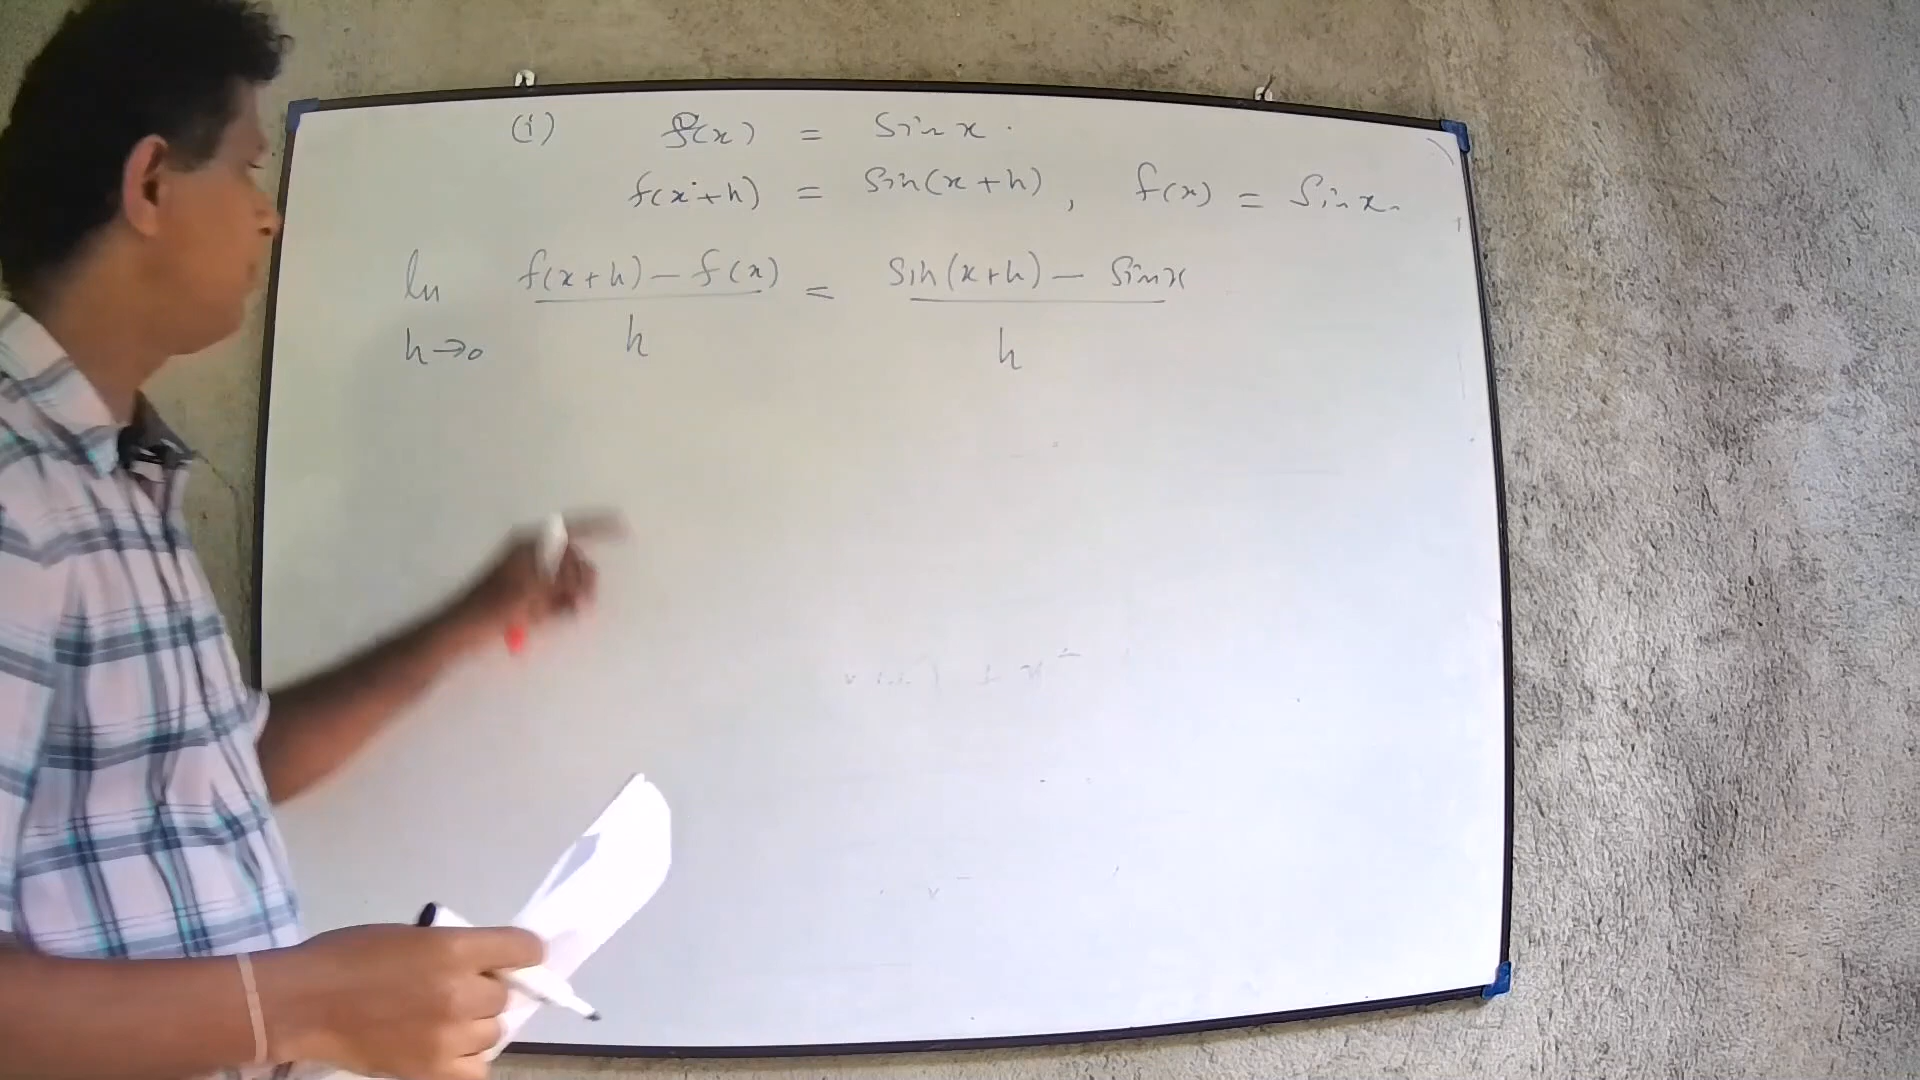 (i) f(x) = Sin x .
f(x+h) = Sin(x+h) , f(x) = Sin x.
lim f(x+h) - f(x) = Sin(x+h) - Sin x
h→0 h h